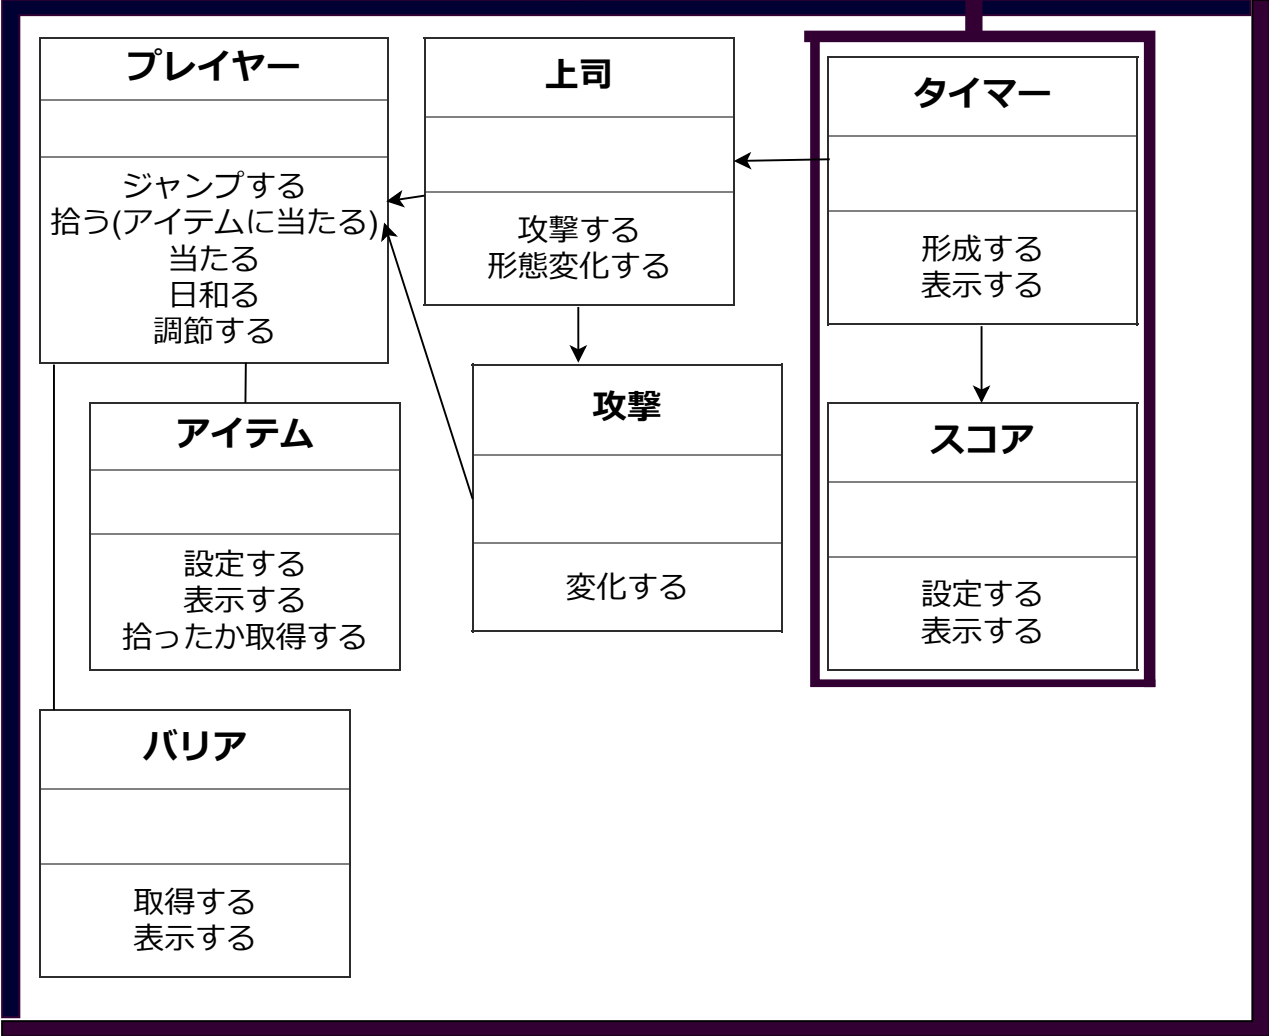 プレイヤー
ジャンプする
拾う(アイテムに当たる)
当たる
日和る
調節する
上司
攻撃する
形態変化する
タイマー
形成する
表示する
アイテム
設定する
表示する
拾ったか取得する
攻撃
変化する
スコア
設定する
表示する
バリア
取得する
表示する